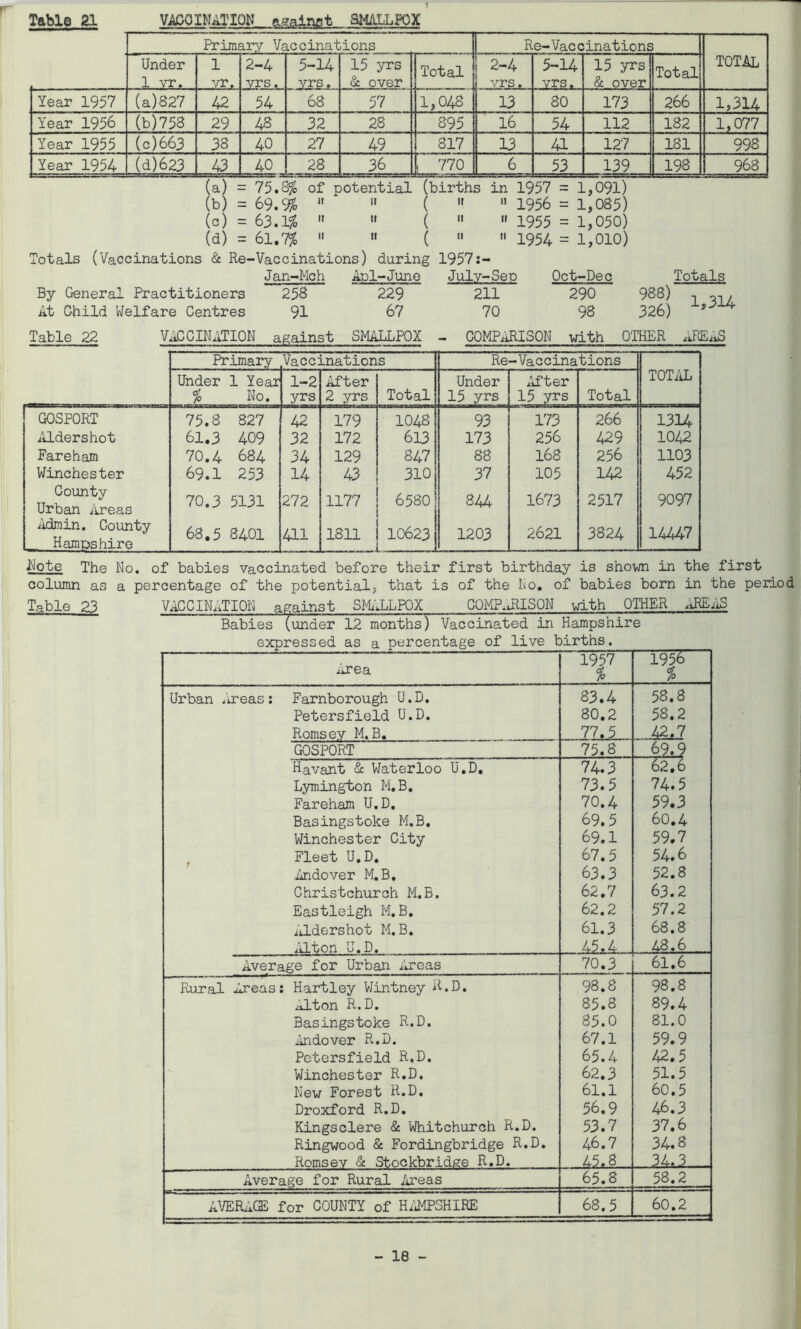 Table 21 VACCINATION against SMALLPOX
Primary Vaccinations Re-Vaccinations TOTAL
Under 1 yr. 1 yr. 2-4 yrs. 5-14 yrs. 15 yrs & over Total 2-4 yrs. 5-14 yrs. 15 yrs & over Total
Year 1957 (a)827 42 54 68 57 1,048 13 80 173 266 1,314
Year 1956 (b)758 29 48 32 28 895 16 54 112 182 1,077
Year 1955 (c)663 38 40 27 49 817 13 41 127 181 998
Year 1954 (d)623 43 40 28 36 770 6 53 139 198 968
(a) = 75.8% of potential (births in 1957 = 1,091)
(b) = 69.9% " " ( " " 1956 = 1,085)
(c) = 63.1% " " ( " " 1955 = 1,050)
(d) = 61.7% " " ( " " 1954 = 1,010)
Totals (Vaccinations & Re-Vaccinations) during 1957:-
Jan-Mch Apl-June July-Sep Oct-Dec Totals
By General Practitioners 258 229 211 290 988) 1,314
At Child Welfare Centres 91 67 70 98 326)
Table 22 VACCINATION against SMALLPOX - COMPARISON with OTHER AREAS
Primary Vaccinations Re-Vaccinations TOTAL
Under 1 Year % No. 1-2 yrs After 2 yrs Total Under 15 yrs After 15 yrs Total
GOSPORT 75.8 827 42 179 1048 93 173 266 1314
Aldershot 61.3 409 32 172 613 173 256 429 1042
Fareham 70.4 684 34 129 847 88 168 256 1103
Winchester 69.1 253 14 43 310 37 105 142 452
County Urban Areas 70.3 5131 272 1177 6580 844 1673 2517 9097
Admin. County Hampshire 68.5 8401 411 1811 10623 1203 2621 3824 14447
Note The No. of babies vaccinated before their first birthday is shown in the first
column as a percentage of the potential, that is of the No. of babies born in the period
Table 23 VACCINATION against SMALLPOX COMPARISON with OTHER AREAS
Babies (under 12 months) Vaccinated in Hampshire
expressed as a percentage of live births.
Area 1957 % 1956 %
Urban Areas: Farnborough U.D. 83.4 58.8
Petersfield U.D. 80.2 58.2
Romsey M.B. 77.5 42.7
GOSPORT 75.8 69.9
Havant & Waterloo U.D. 74.3 62.6
Lymington M.B. 73.5 74.5
Fareham U.D. 70.4 59.3
Basingstoke M.B. 69.5 60.4
Winchester City 69.1 59.7
Fleet U.D. 67.5 54.6
Andover M.B. 63.3 52.8
Christchurch M.B. 62.7 63.2
Eastleigh M.B. 62.2 57.2
Aldershot M.B. 61.3 68.8
Alton U.D. 45.4 48.6
Average for Urban Areas 70.3 61.6
Rural Areas: Hartley Wintney R.D. 98.8 98.8
Alton R.D. 85.8 89.4
Basingstoke R.D. 85.0 81.0
Andover R.D. 67.1 59.9
Petersfield R.D. 65.4 42.5
Winchester R.D. 62.3 51.5
New Forest R.D. 61.1 60.5
Droxford R.D. 56.9 46.3
Kingsclere & Whitchurch R.D. 53.7 37.6
Ringwood & Fordingbridge R.D. 46.7 34.8
Romsey & Stockbridge R.D. 45.8 34.3
Average for Rural Areas 65.8 58.2
AVERAGE for COUNTY of HAMPSHIRE 68.5 60.2
- 18 -